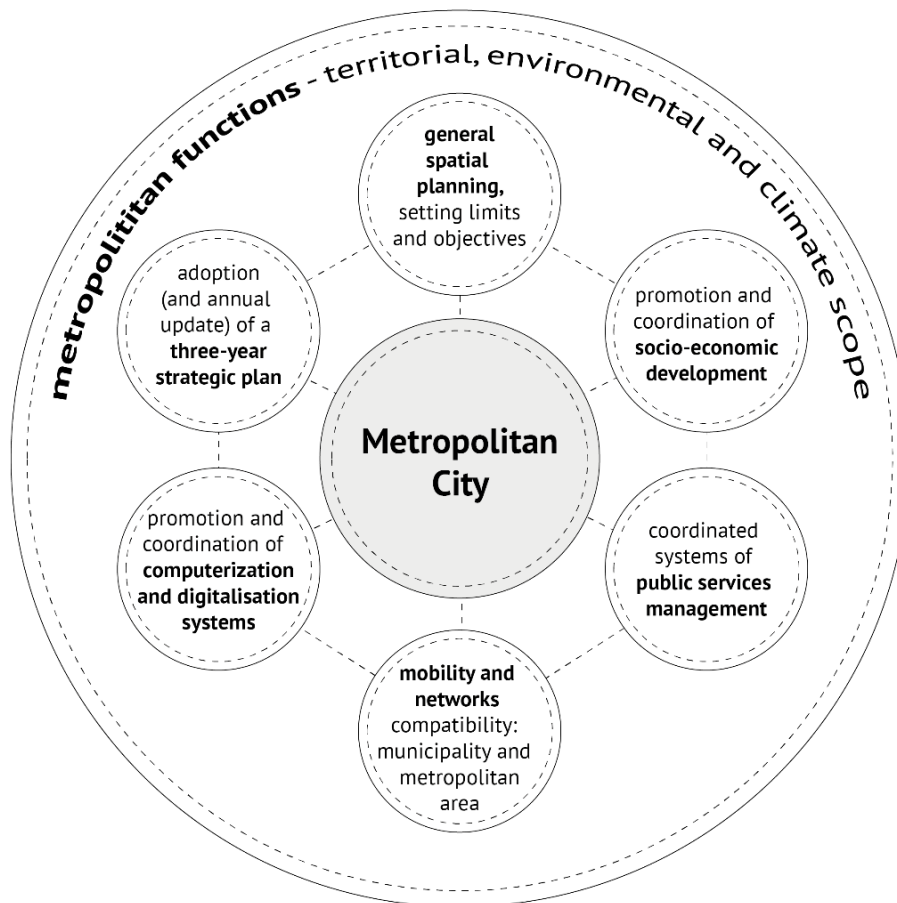 metropolititan functions - territorial, environmental and climate scope
general
spatial
planning,
setting limits
and objectives
adoption
(and annual
update) of a
three-year
strategic plan
promotion and
coordination of
socio-economic
development
Metropolitan
City
promotion and
coordination of
computerization
and digitalisation
systems
coordinated
systems of
public services
management
mobility and
networks
compatibility:
municipality and
metropolitan
area